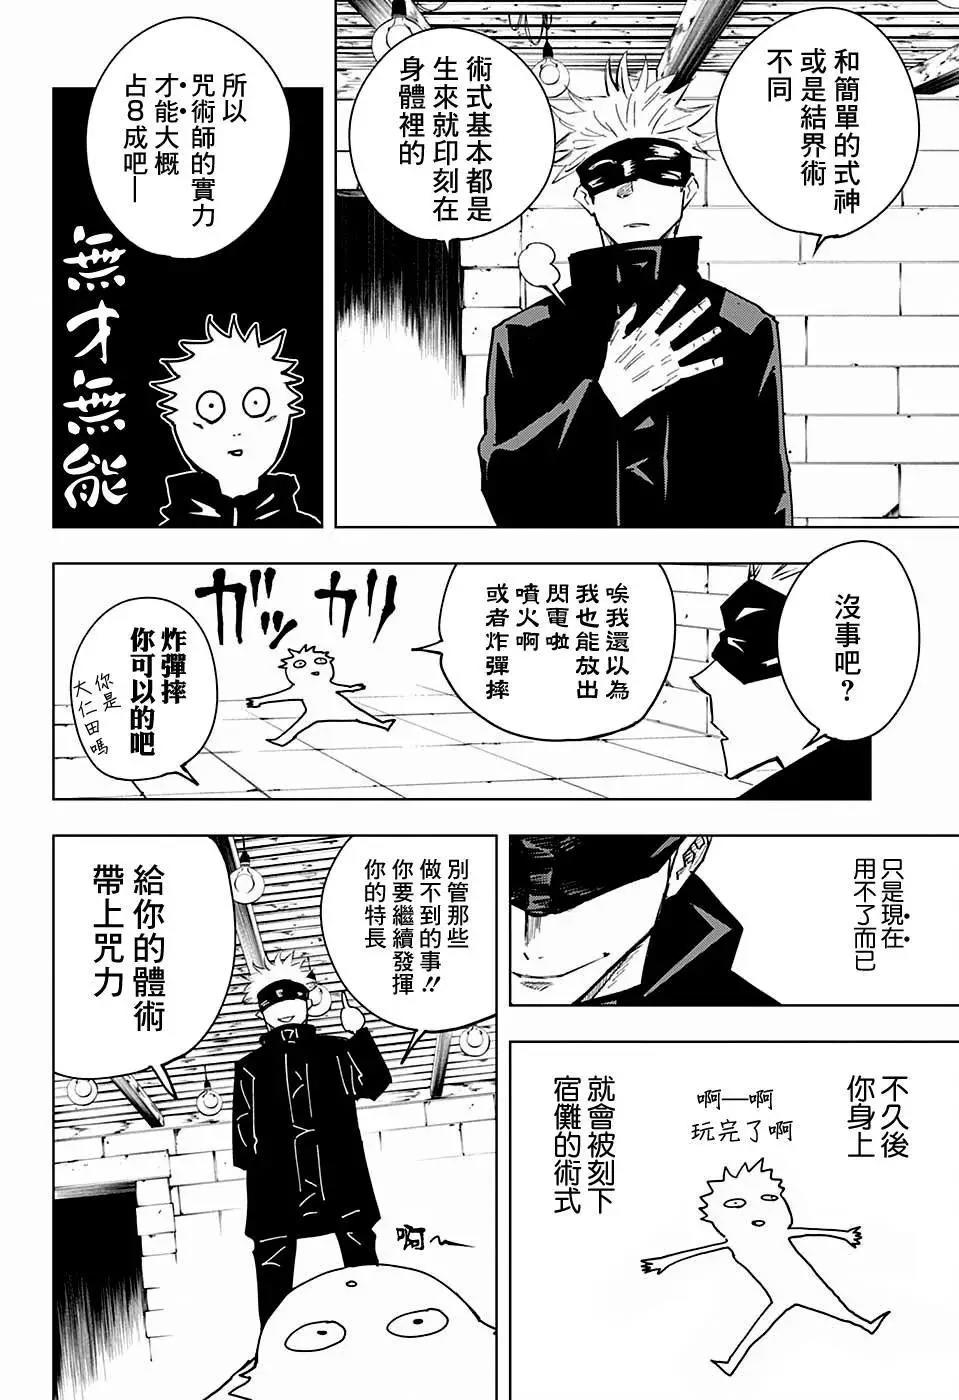 和簡單的式神
或是結界術
不同
術式基本都是
生來就印刻在
身體裡的
所以
咒術師的實力
才能大概
占8成吧—
無才無能
沒事吧?
唉我還以為
我也能放出
閃電啦
噴火啊
或者炸彈摔
ガッガリ
炸彈摔
你可以的吧
你是
大仁田嗎
只是現在
用不了而已
不久後
你身上
就會被刻下
宿儺的術式
啊—啊
玩完了啊
別管那些
做不到的事!!
你要繼續發揮
你的特長
給你的體術
帶上咒力
啊~